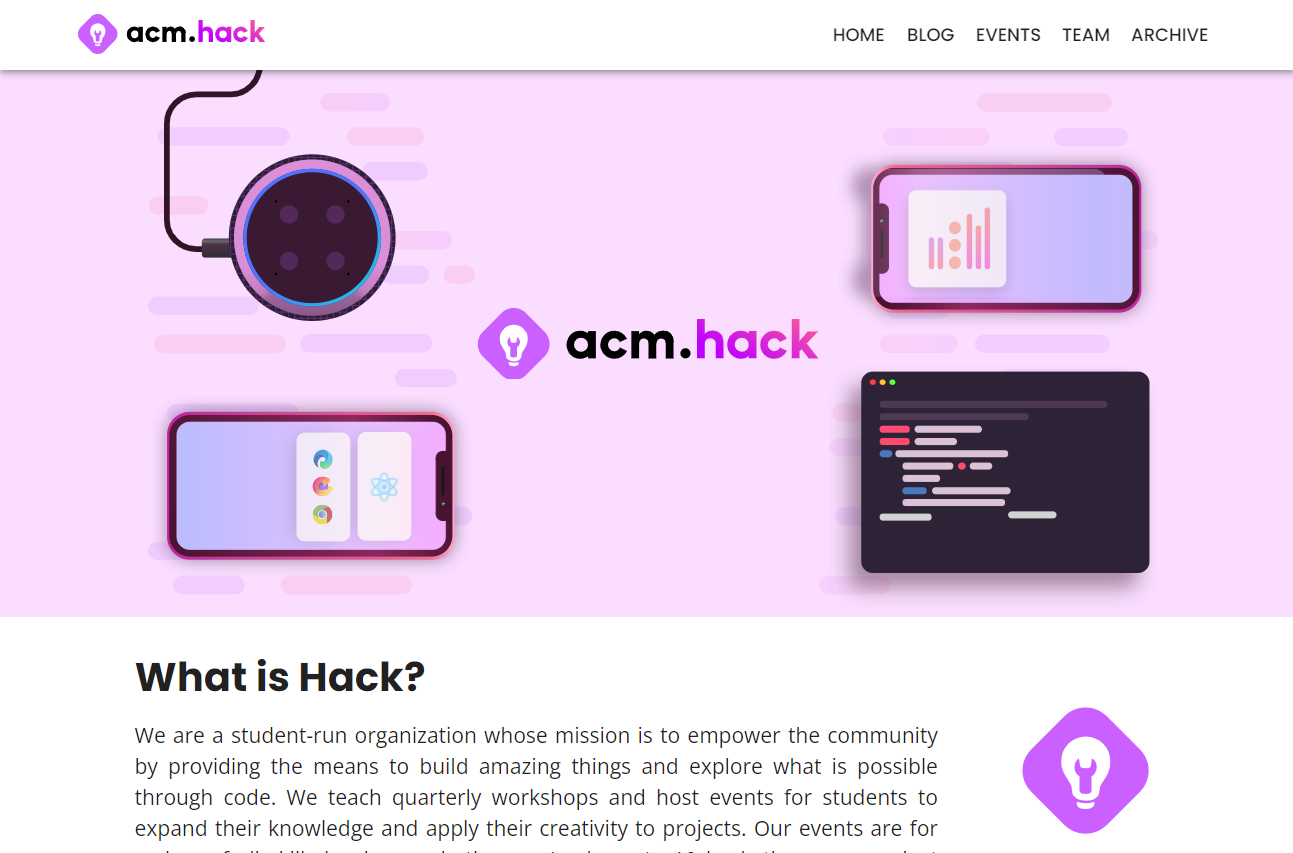 acm.hack
HOME BLOG EVENTS TEAM ARCHIVE
acm.hack
What is Hack?
We are a student-run organization whose mission is to empower the community
by providing the means to build amazing things and explore what is possible
through code. We teach quarterly workshops and host events for students to
expand their knowledge and apply their creativity to projects. Our events are for